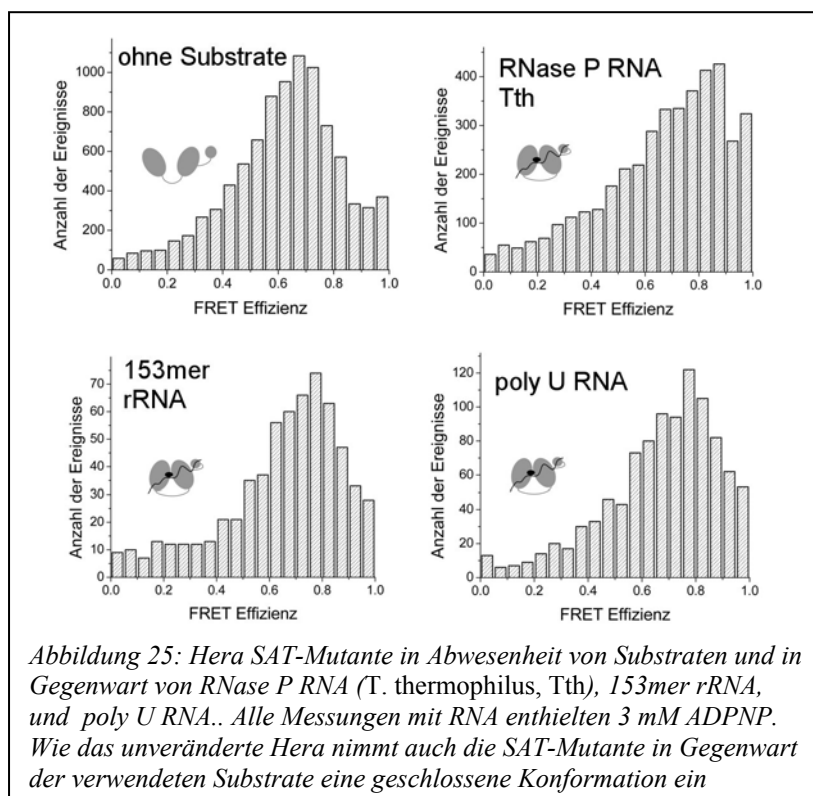 ohne Substrate
Anzahl der Ereignisse
1000
800
600
400
200
0
0.0 0.2 0.4 0.6 0.8 1.0
FRET Effizienz
RNase P RNA
Tth
Anzahl der Ereignisse
400
300
200
100
0
0.0 0.2 0.4 0.6 0.8 1.0
FRET Effizienz
153mer
rRNA
Anzahl der Ereignisse
70
60
50
40
30
20
10
0
0.0 0.2 0.4 0.6 0.8 1.0
FRET Effizienz
poly U RNA
Anzahl der Ereignisse
120
100
80
60
40
20
0
0.0 0.2 0.4 0.6 0.8 1.0
FRET Effizienz
Abbildung 25: Hera SAT-Mutante in Abwesenheit von Substraten und in
Gegenwart von RNase P RNA (T. thermophilus, Tth), 153mer rRNA,
und poly U RNA.. Alle Messungen mit RNA enthielten 3 mM ADPNP.
Wie das unveränderte Hera nimmt auch die SAT-Mutante in Gegenwart
der verwendeten Substrate eine geschlossene Konformation ein